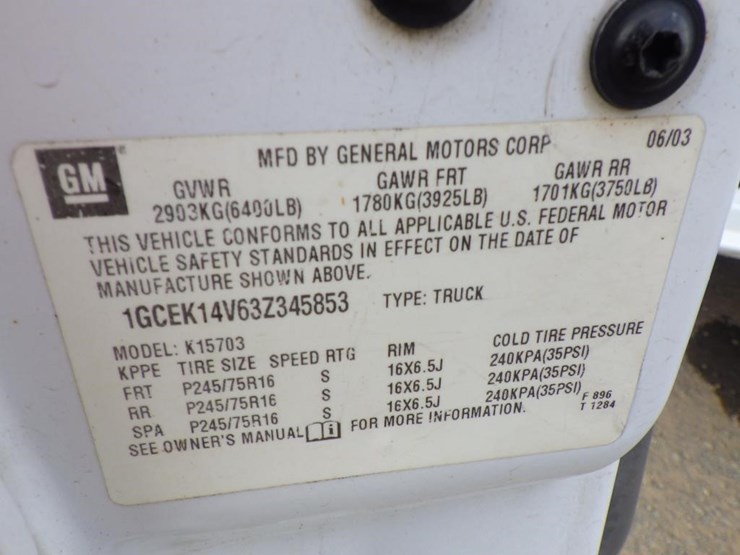 GM
MFD BY GENERAL MOTORS CORP 06/03
GVWR GAWR FRT GAWR RR
2903KG(6400LB) 1780KG(3925LB) 1701KG(3750LB)
THIS VEHICLE CONFORMS TO ALL APPLICABLE U.S. FEDERAL MOTOR
VEHICLE SAFETY STANDARDS IN EFFECT ON THE DATE OF
MANUFACTURE SHOWN ABOVE.
1GCEK14V63Z345853 TYPE: TRUCK
MODEL: K15703
KPPE TIRE SIZE SPEED RTG RIM COLD TIRE PRESSURE
FRT P245/75R16 S 16X6.5J 240KPA(35PSI)
RR P245/75R16 S 16X6.5J 240KPA(35PSI)
SPA P245/75R16 S 16X6.5J 240KPA(35PSI)
SEE OWNER'S MANUAL i FOR MORE INFORMATION.
F 896
T 1284